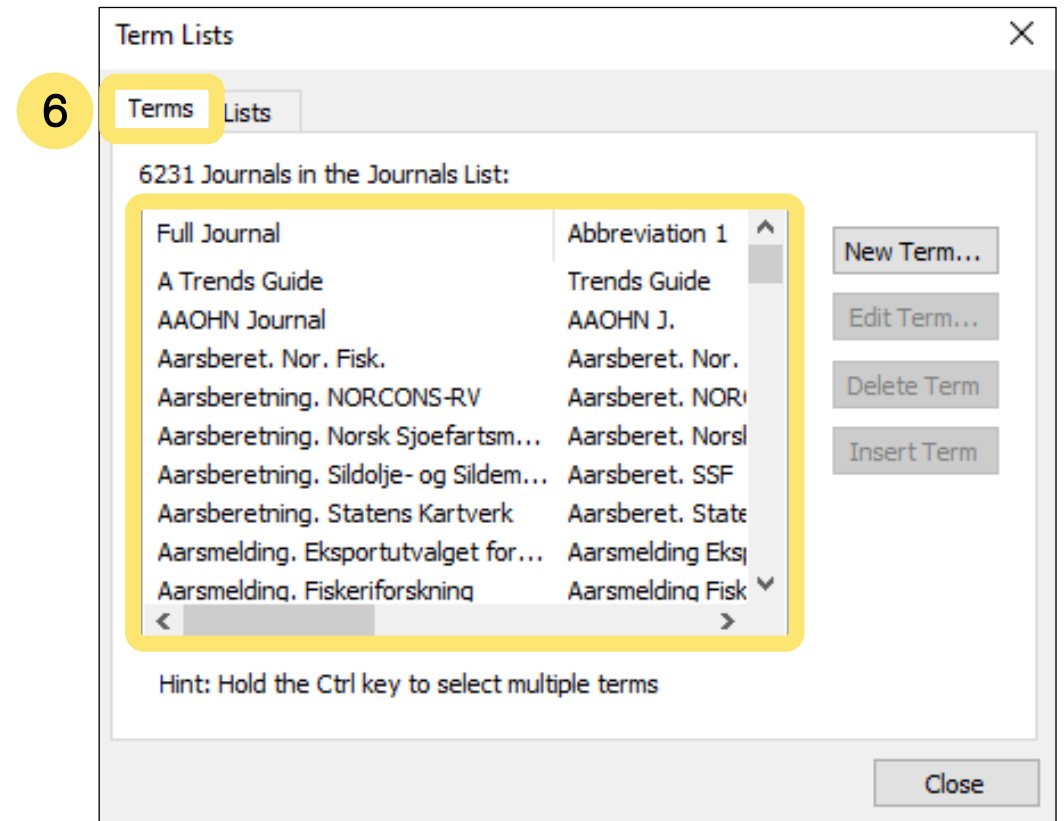 Term Lists
6
Terms
Lists
6231 Journals in the Journals List:
Full Journal Abbreviation 1
A Trends Guide Trends Guide
AAOHN Journal AAOHN J.
Aarsberet. Nor. Fisk. Aarsberet. Nor.
Aarsberetning. NORCONS-RV Aarsberet. NOR
Aarsberetning. Norsk Sjoefartsm... Aarsberet. Norsk
Aarsberetning. Sildolje- og Sildem... Aarsberet. SSF
Aarsberetning. Statens Kartverk Aarsberet. State
Aarsmelding. Eksportutvalget for... Aarsmelding Eksp
Aarsmelding. Fiskeriforskning Aarsmelding Fisk
New Term...
Edit Term...
Delete Term
Insert Term
Hint: Hold the Ctrl key to select multiple terms
Close